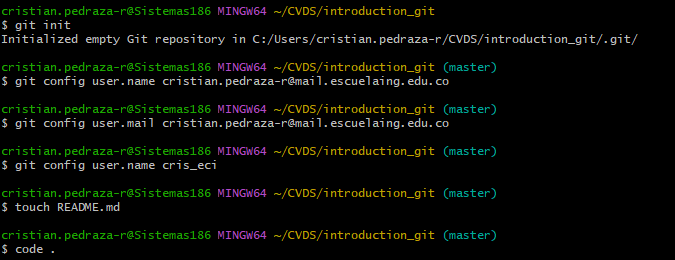 cristian.pedraza-r@Sistemas186 MINGW64 ~/CVDS/introduction_git
$ git init
Initialized empty Git repository in C:/Users/cristian.pedraza-r/CVDS/introduction_git/.git/
cristian.pedraza-r@Sistemas186 MINGW64 ~/CVDS/introduction_git (master)
$ git config user.name cristian.pedraza-r@mail.escuelaing.edu.co
cristian.pedraza-r@Sistemas186 MINGW64 ~/CVDS/introduction_git (master)
$ git config user.mail cristian.pedraza-r@mail.escuelaing.edu.co
cristian.pedraza-r@Sistemas186 MINGW64 ~/CVDS/introduction_git (master)
$ git config user.name cris_eci
cristian.pedraza-r@Sistemas186 MINGW64 ~/CVDS/introduction_git (master)
$ touch README.md
cristian.pedraza-r@Sistemas186 MINGW64 ~/CVDS/introduction_git (master)
$ code .